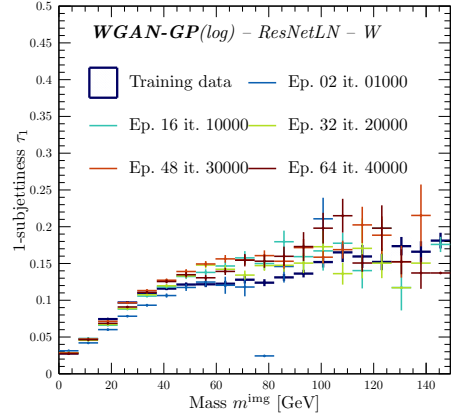 WGAN-GP(log) – ResNetLN – W
Training data
Ep. 02 it. 01000
Ep. 16 it. 10000
Ep. 32 it. 20000
Ep. 48 it. 30000
Ep. 64 it. 40000
1-subjettiness τ1
0.5
0.45
0.4
0.35
0.3
0.25
0.2
0.15
0.1
0.05
0
0 20 40 60 80 100 120 140
Mass m^img [GeV]